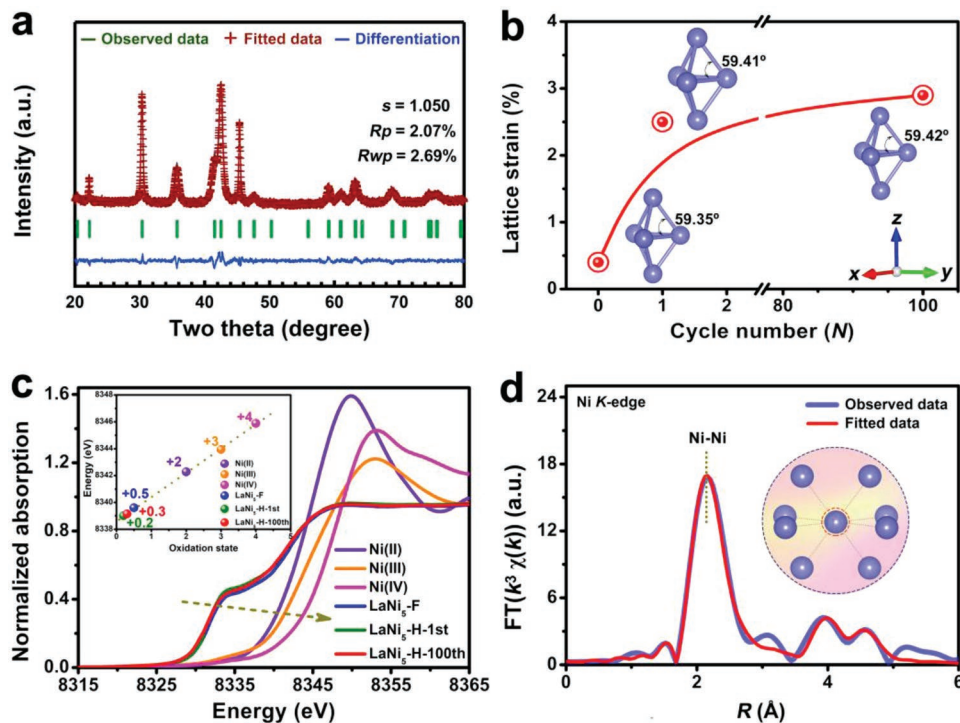 a
Observed data
Fitted data
Differentiation
s = 1.050
Rp = 2.07%
Rwp = 2.69%
Intensity (a.u.)
20 30 40 50 60 70 80
Two theta (degree)
b
4
3
2
1
0
Lattice strain (%)
59.41º
59.42º
59.35º
z
x
y
0 1 2 80 100
Cycle number (N)
c
1.6
1.2
0.8
0.4
0.0
Normalized absorption
8348
8346
8344
8342
8340
8338
Energy (eV)
+4
+3
+2
+0.5
+0.3
+0.2
Ni(II)
Ni(III)
Ni(IV)
LaNi5-F
LaNi5-H-1st
LaNi5-H-100th
0 1 2 3 4 5
Oxidation state
Ni(II)
Ni(III)
Ni(IV)
LaNi5-F
LaNi5-H-1st
LaNi5-H-100th
8315 8325 8335 8345 8355 8365
Energy (eV)
d
24
18
12
6
0
FT(k³ χ(k)) (a.u.)
Ni K-edge
Observed data
Fitted data
Ni-Ni
0 2 4 6
R (Å)